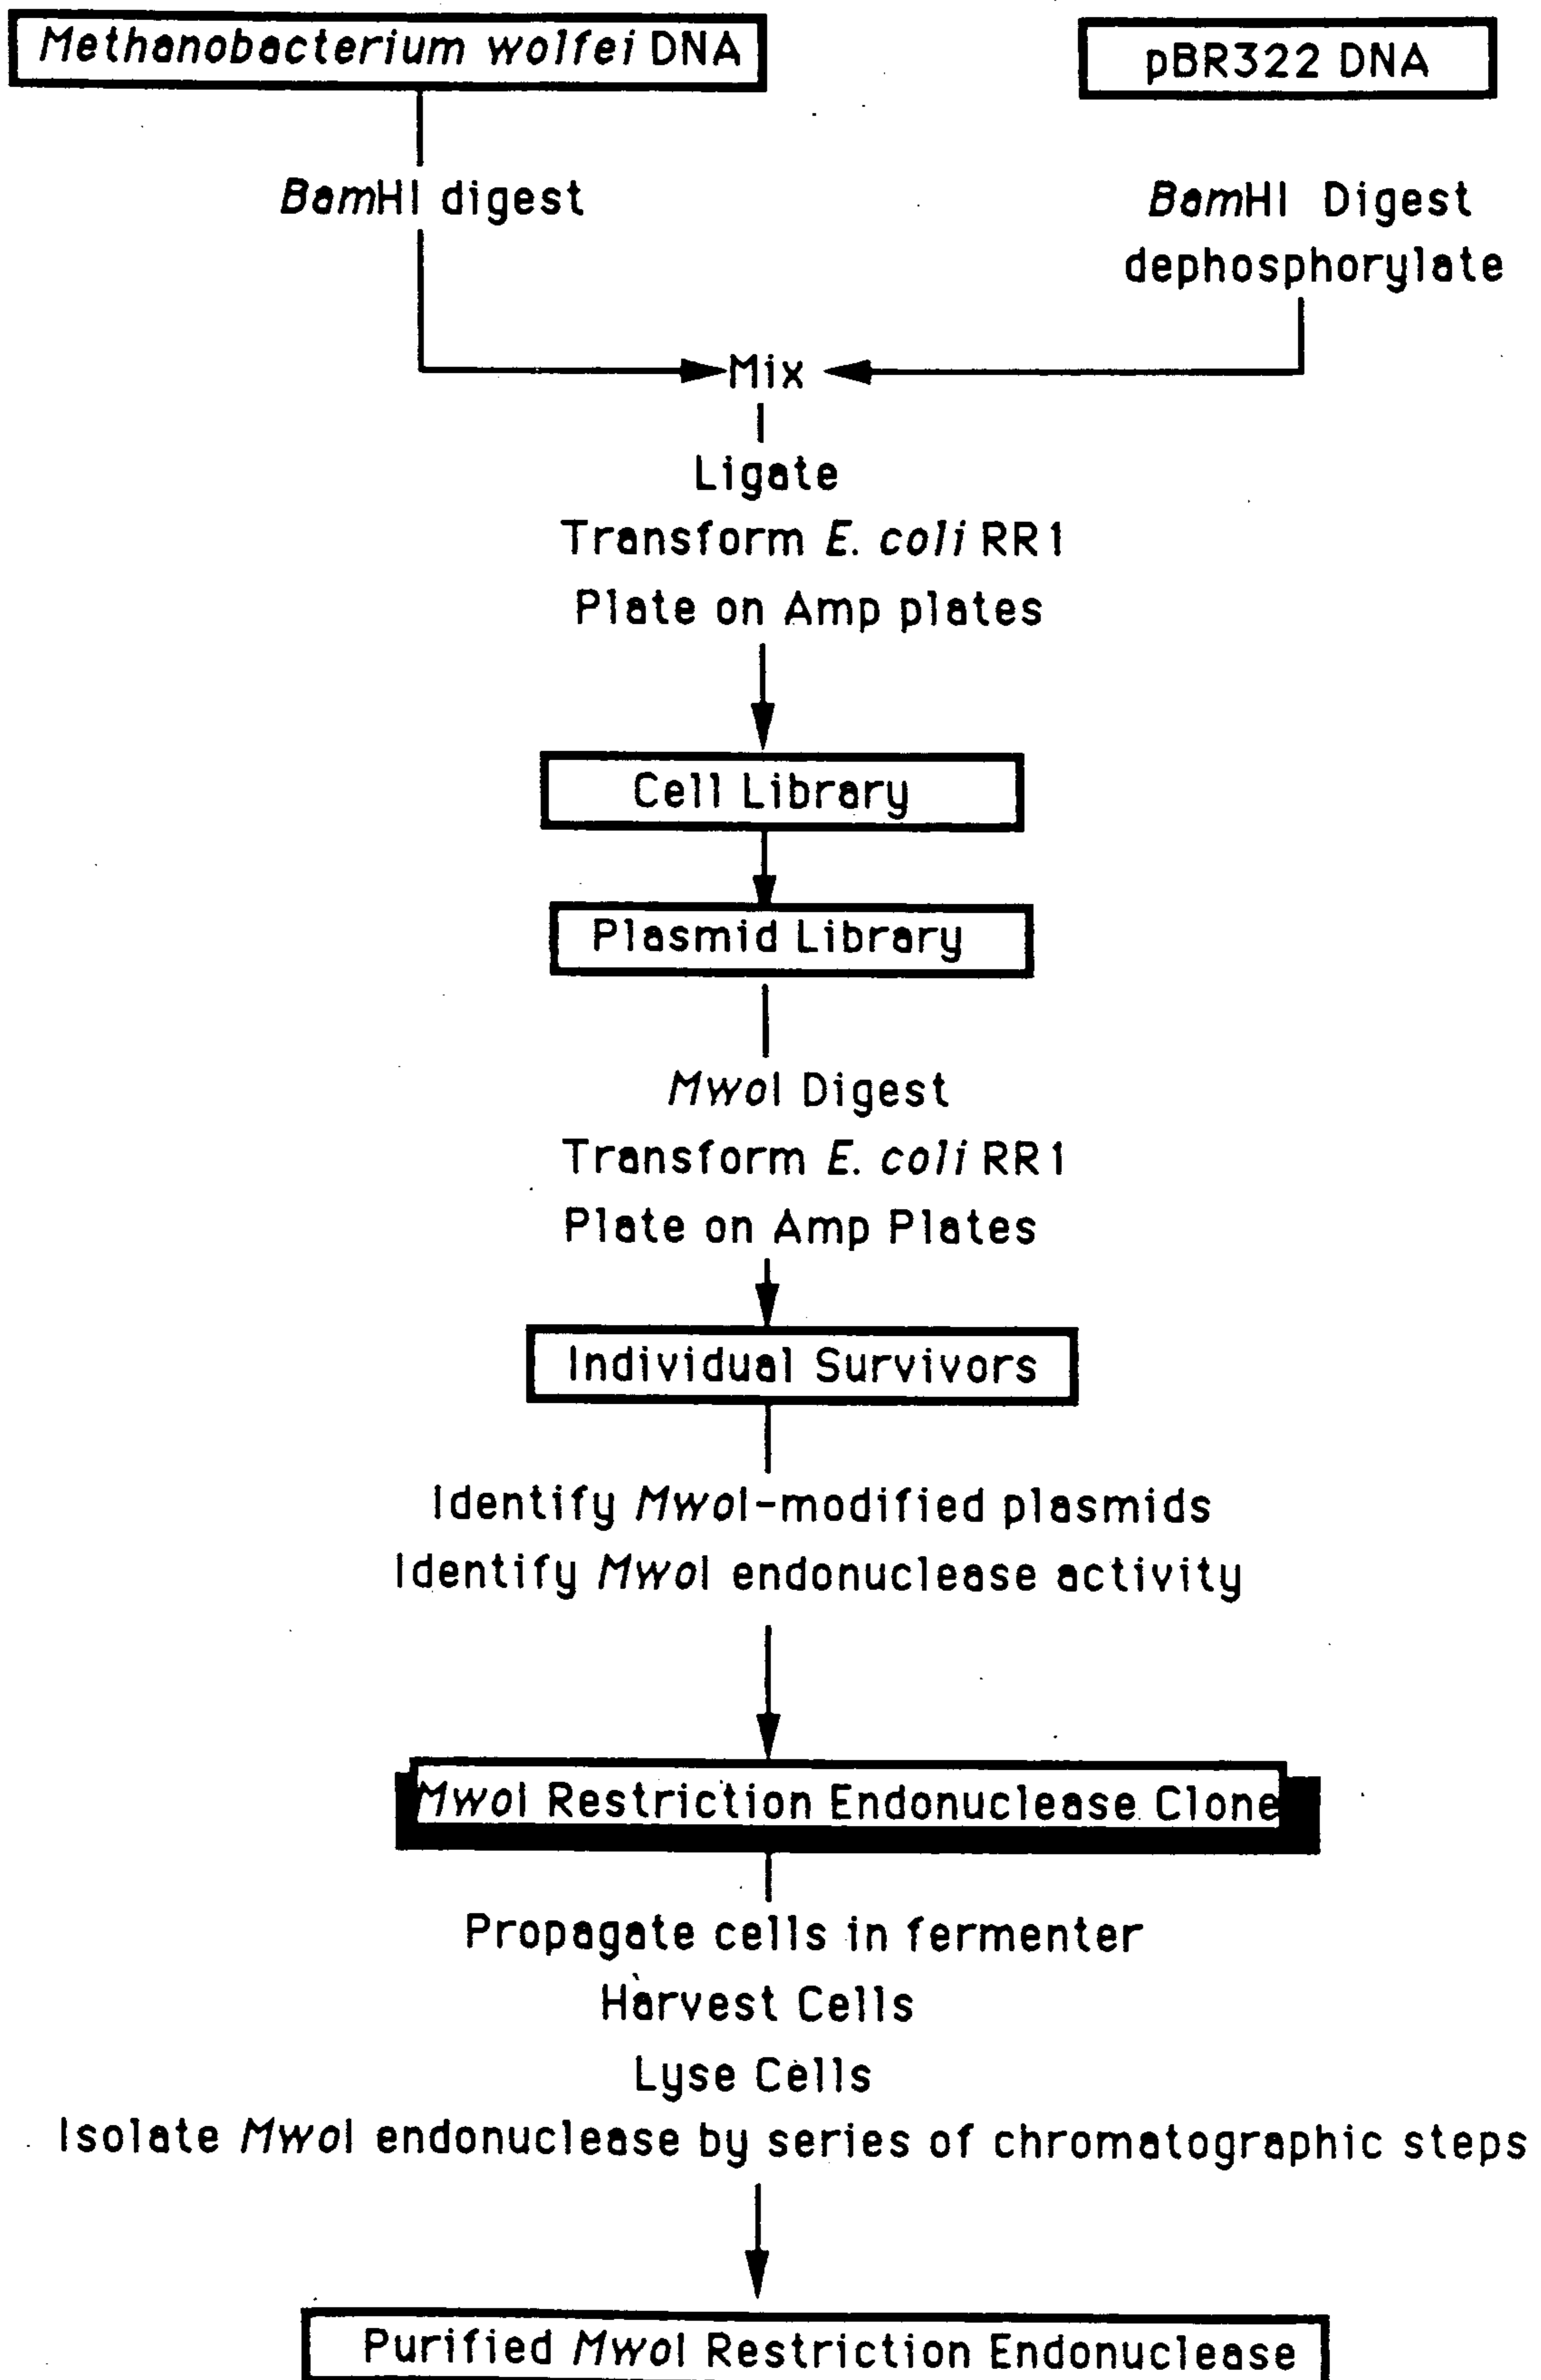 Methanobacterium wolfei DNA
pBR322 DNA
BamHI digest
BamHI Digest
dephosphorylate
Mix
Ligate
Transform E. coli RR1
Plate on Amp plates
Cell Library
Plasmid Library
MwoI Digest
Transform E. coli RR1
Plate on Amp Plates
Individual Survivors
Identify MwoI-modified plasmids
Identify MwoI endonuclease activity
MwoI Restriction Endonuclease Clone
Propagate cells in fermenter
Harvest Cells
Lyse Cells
Isolate MwoI endonuclease by series of chromatographic steps
Purified MwoI Restriction Endonuclease